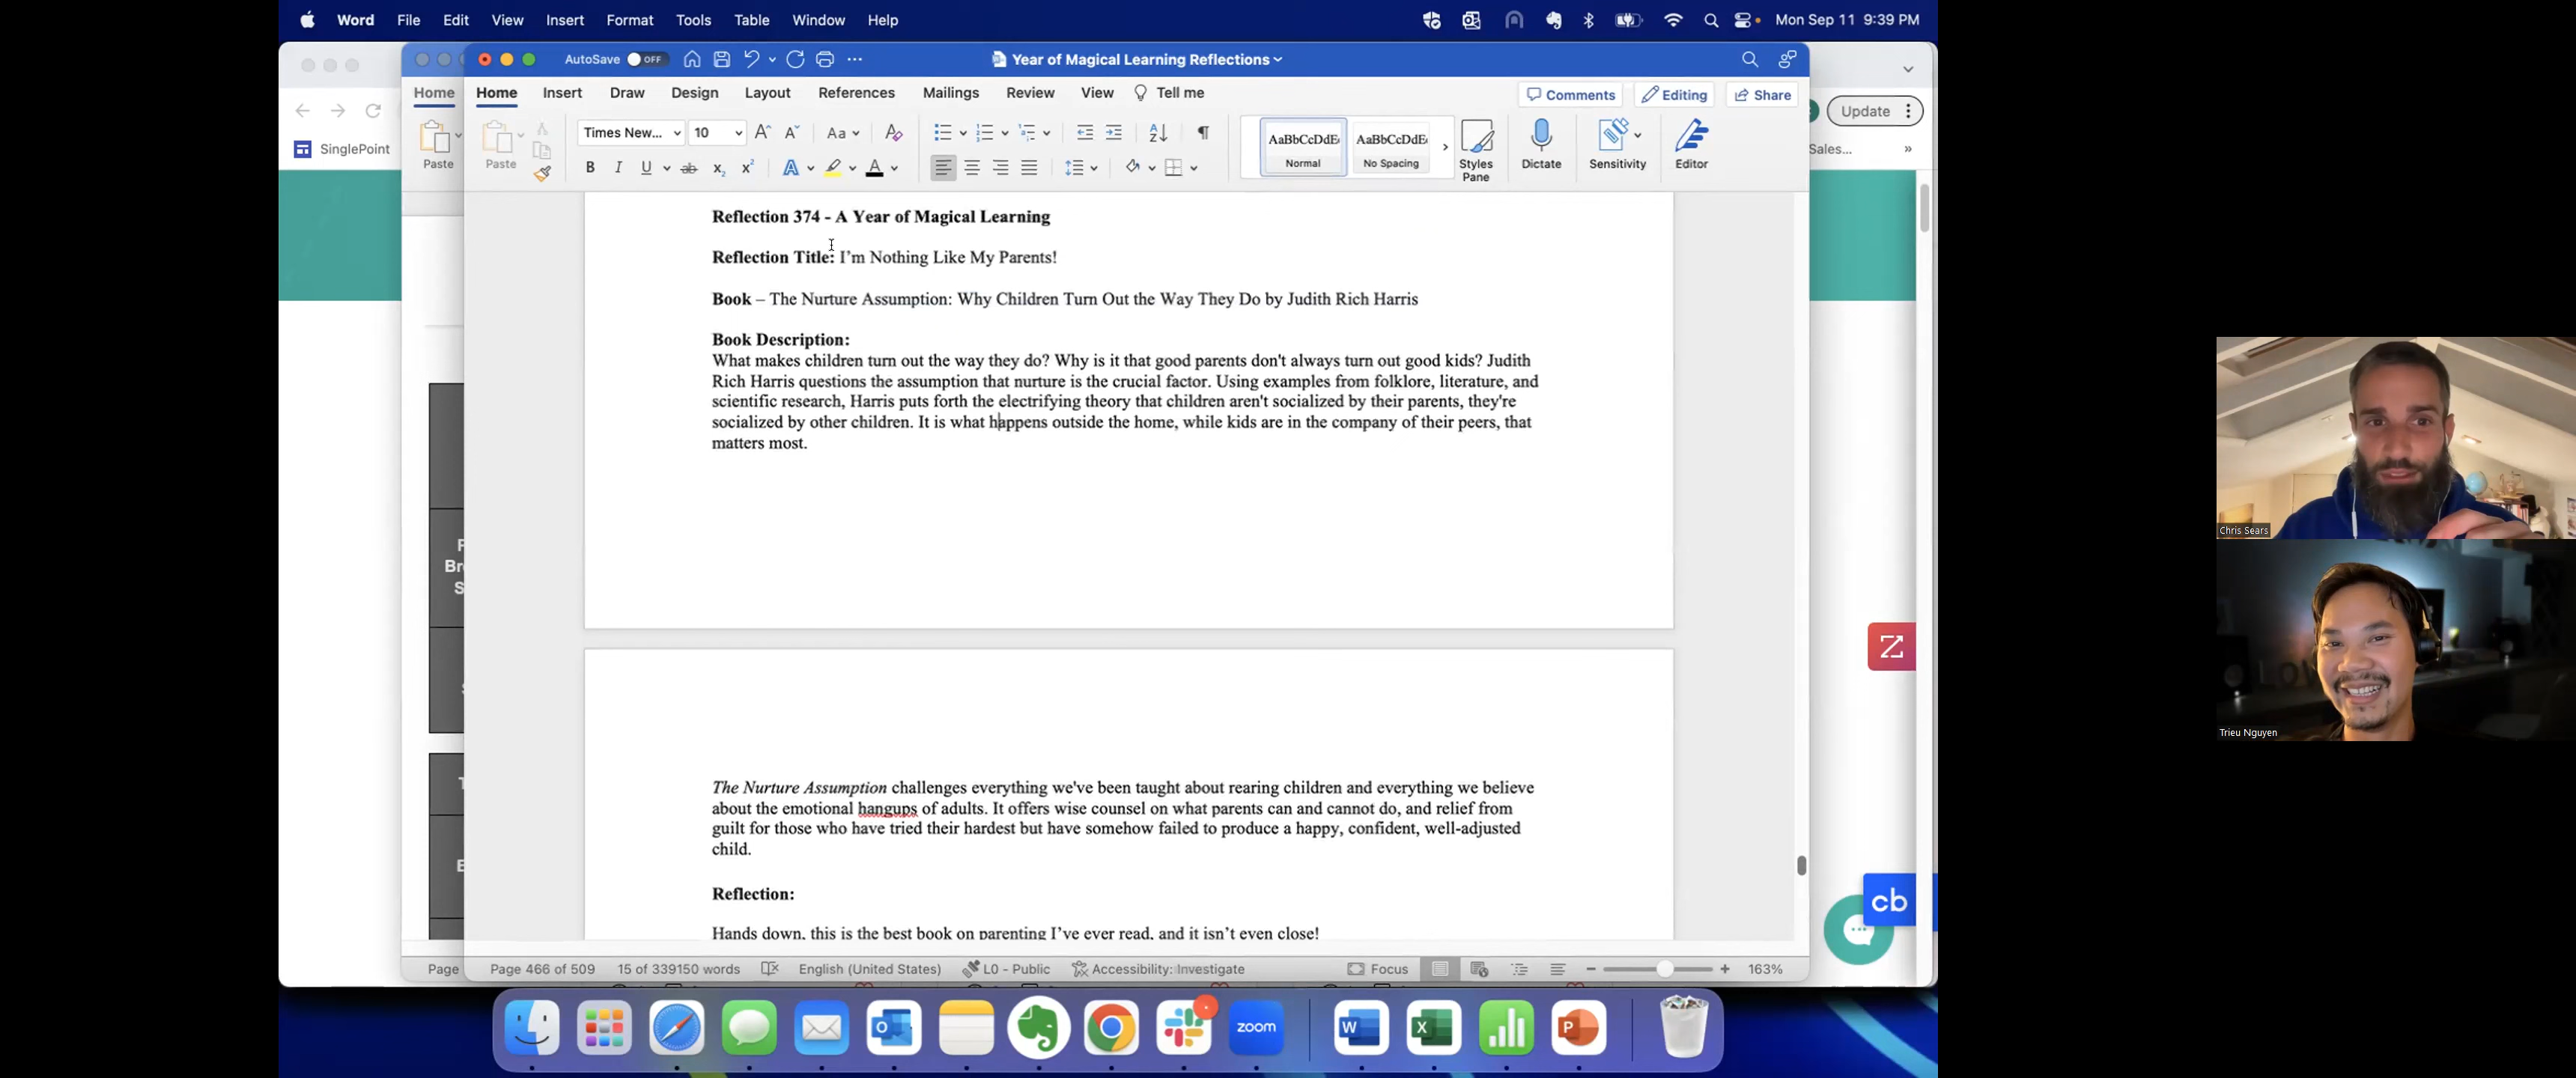 Word File Edit View Insert Format Tools Table Window Help
Mon Sep 11 9:39 PM
AutoSave OFF
Year of Magical Learning Reflections
Home
Home Insert Draw Design Layout References Mailings Review View Tell me
Comments Editing Share
Update
SinglePoint
Sales...
Paste
Paste
Times New... 10
Aa
AaBbCcDdE
Normal
AaBbCcDdE
No Spacing
Styles
Pane
Dictate
Sensitivity
Editor
Reflection 374 - A Year of Magical Learning
Reflection Title: I’m Nothing Like My Parents!
Book – The Nurture Assumption: Why Children Turn Out the Way They Do by Judith Rich Harris
Book Description:
What makes children turn out the way they do? Why is it that good parents don't always turn out good kids? Judith
Rich Harris questions the assumption that nurture is the crucial factor. Using examples from folklore, literature, and
scientific research, Harris puts forth the electrifying theory that children aren't socialized by their parents, they're
socialized by other children. It is what happens outside the home, while kids are in the company of their peers, that
matters most.
The Nurture Assumption challenges everything we've been taught about rearing children and everything we believe
about the emotional hangups of adults. It offers wise counsel on what parents can and cannot do, and relief from
guilt for those who have tried their hardest but have somehow failed to produce a happy, confident, well-adjusted
child.
Reflection:
Hands down, this is the best book on parenting I’ve ever read, and it isn’t even close!
Page
Page 466 of 509 15 of 339150 words English (United States) L0 - Public Accessibility: Investigate
Focus
163%
cb
zoom
Chris Sears
Trieu Nguyen